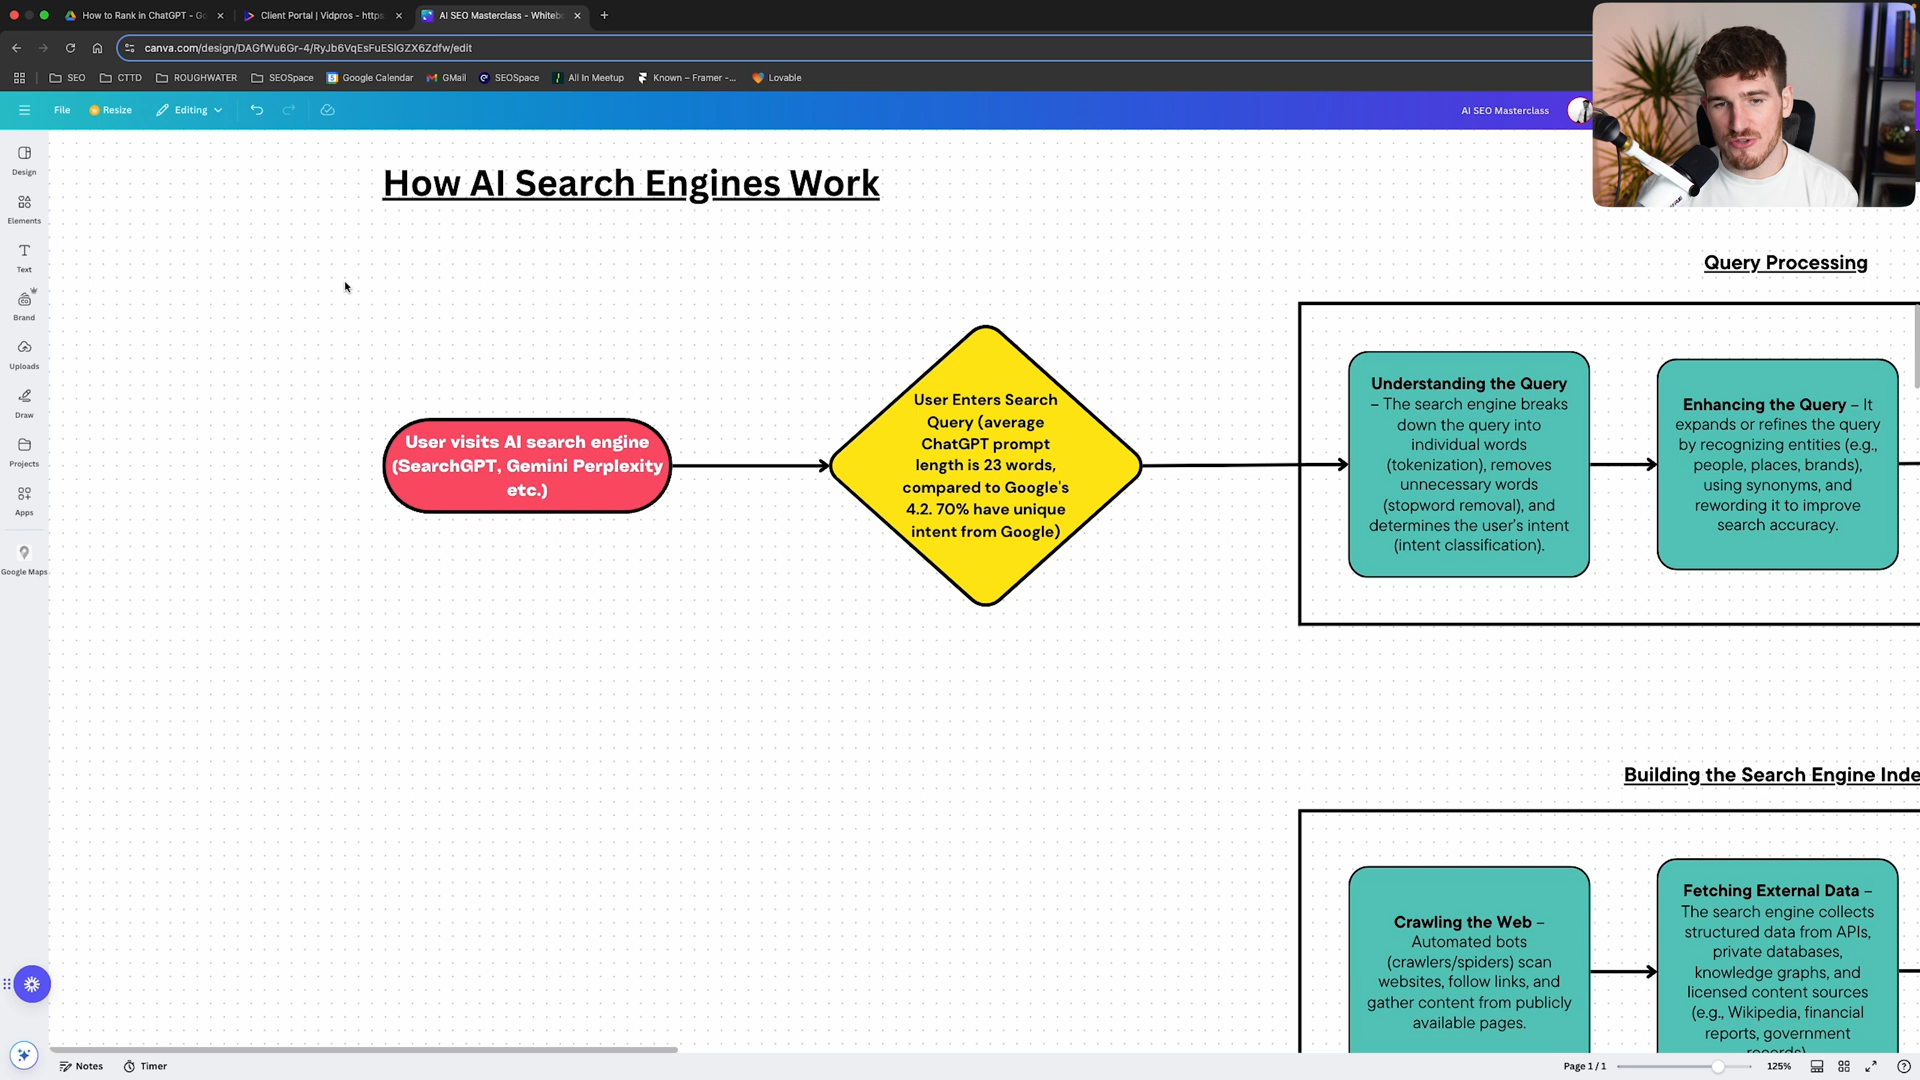 How to Rank in ChatGPT - Go
Client Portal | Vidpros - https
AI SEO Masterclass - Whitebo
canva.com/design/DAGfWu6Gr-4/RyJb6VqEsFuESlGZX6Zdfw/edit
SEO
CTTD
ROUGHWATER
SEOSpace
Google Calendar
GMail
SEOSpace
All In Meetup
Known – Framer -...
Lovable
File
Resize
Editing
AI SEO Masterclass
Design
Elements
Text
Brand
Uploads
Draw
Projects
Apps
Google Maps
How AI Search Engines Work
User visits AI search engine
(SearchGPT, Gemini Perplexity
etc.)
User Enters Search
Query (average
ChatGPT prompt
length is 23 words,
compared to Google's
4.2. 70% have unique
intent from Google)
Query Processing
Understanding the Query
– The search engine breaks
down the query into
individual words
(tokenization), removes
unnecessary words
(stopword removal), and
determines the user's intent
(intent classification).
Enhancing the Query – It
expands or refines the query
by recognizing entities (e.g.,
people, places, brands),
using synonyms, and
rewording it to improve
search accuracy.
Building the Search Engine Inde
Crawling the Web –
Automated bots
(crawlers/spiders) scan
websites, follow links, and
gather content from publicly
available pages.
Fetching External Data –
The search engine collects
structured data from APIs,
private databases,
knowledge graphs, and
licensed content sources
(e.g., Wikipedia, financial
reports, government
records)
Notes
Timer
Page 1 / 1
125%